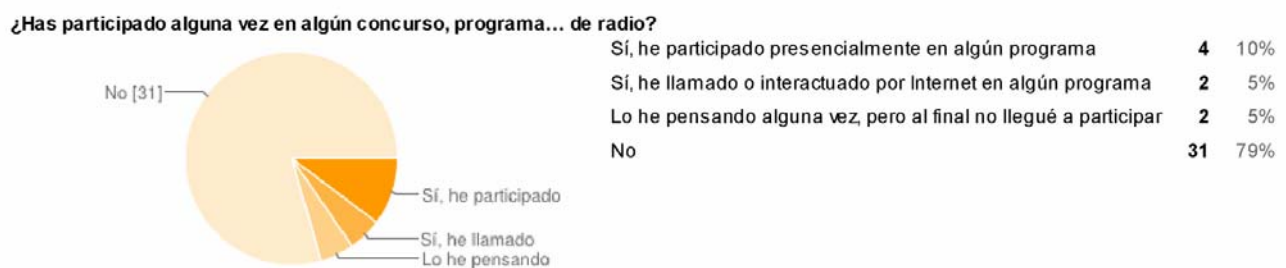 ¿Has participado alguna vez en algún concurso, programa... de radio?
No [31]
Sí, he participado
Sí, he llamado
Lo he pensando
Sí, he participado presencialmente en algún programa 4 10%
Sí, he llamado o interactuado por Internet en algún programa 2 5%
Lo he pensando alguna vez, pero al final no llegué a participar 2 5%
No 31 79%